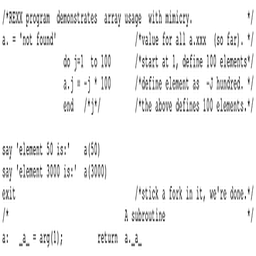 /*REXX program  demonstrates  array usage  with mimicry.               */
a. = 'not found'                       /*value for all a.xxx  (so far). */
                  do j=1  to 100       /*start at 1, define 100 elements*/
                  a.j = -j * 100       /*define element as  -J hundred. */
                  end   /*j*/          /*the above defines 100 elements.*/
say 'element 50 is:'    a(50)
say 'element 3000 is:'  a(3000)
exit                                   /*stick a fork in it, we're done.*/
/*                                  A subroutine                        */
a:   _a_ = arg(1);          return  a._a_